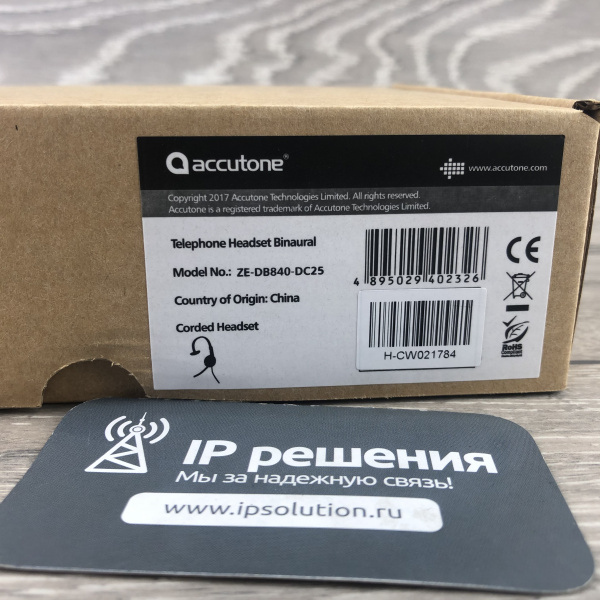 accutone®
www.accutone.com
Copyright 2017 Accutone Technologies Limited. All rights reserved.
Accutone is a registered trademark of Accutone Technologies Limited.
Telephone Headset Binaural
Model No.: ZE-DB840-DC25
Country of Origin: China
Corded Headset
4 895029 402326
H-CW021784
CE
RoHS
Compliant
IP решения
Мы за надежную связь!
www.ipsolution.ru